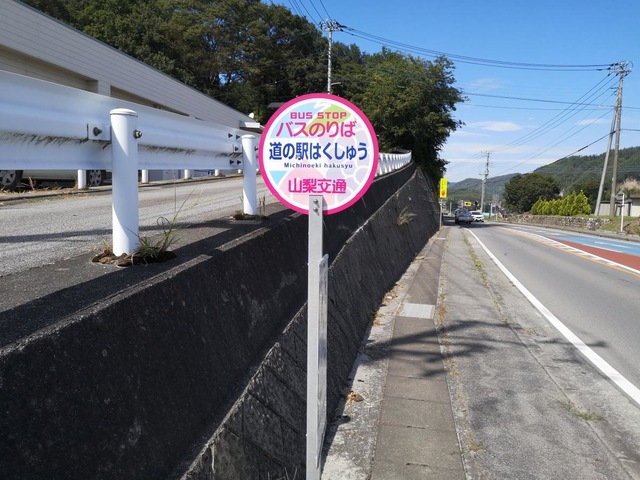 BUS STOP
バスのりば
道の駅はくしゅう
Michinoeki hakusyu
山梨交通